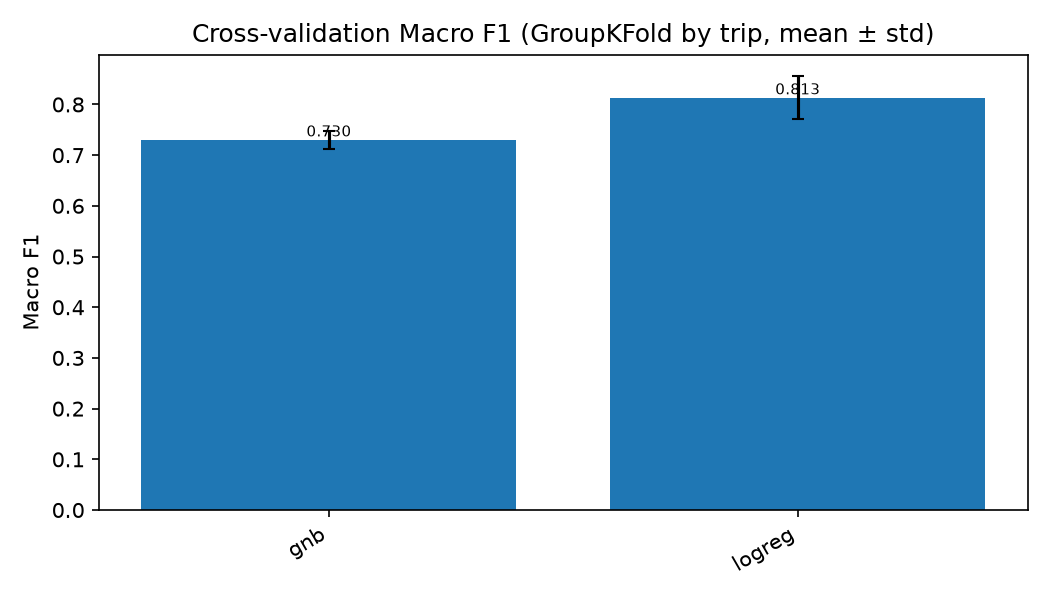 Cross-validation Macro F1 (GroupKFold by trip, mean ± std)
Macro F1
0.8
0.7
0.6
0.5
0.4
0.3
0.2
0.1
0.0
0.730
0.813
gnb
logreg